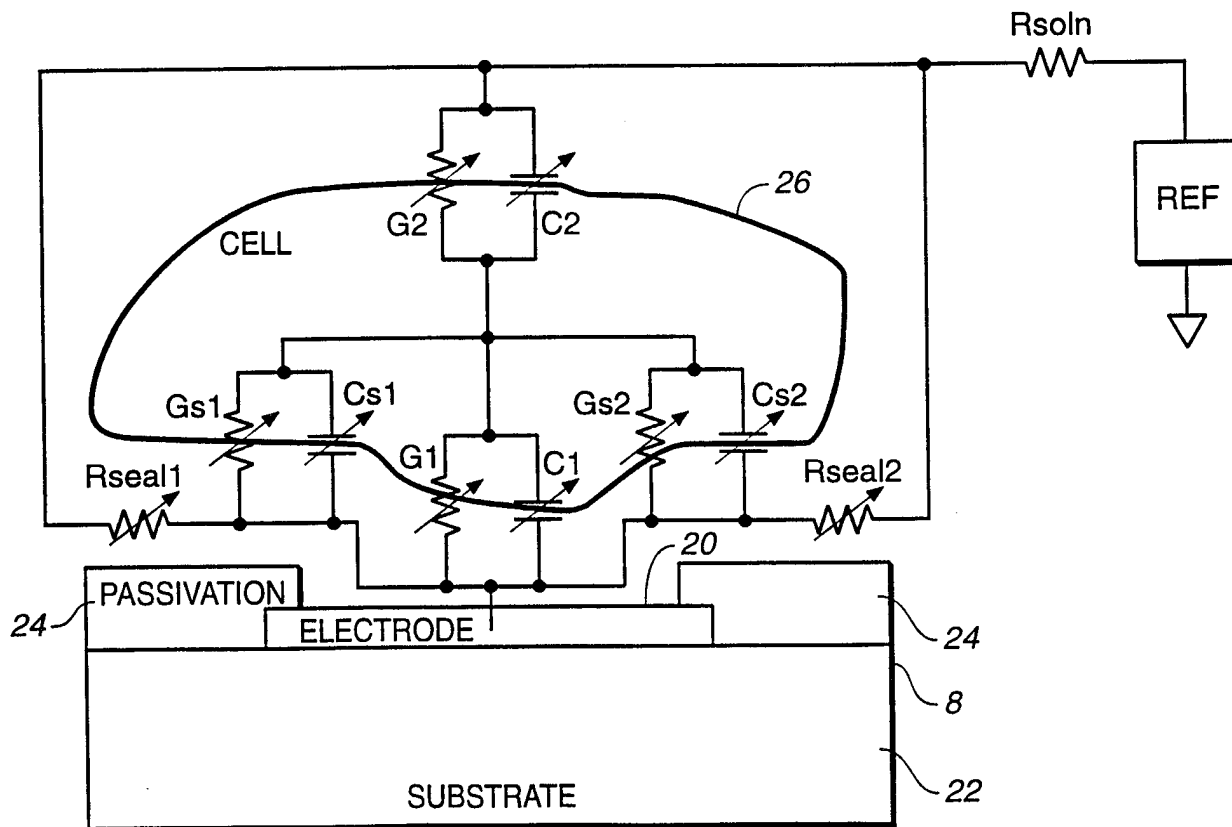 Rsoln
REF
26
G2
C2
CELL
Gs1
Cs1
Gs2
Cs2
G1
C1
Rseal1
Rseal2
20
PASSIVATION
24
ELECTRODE
24
8
SUBSTRATE
22